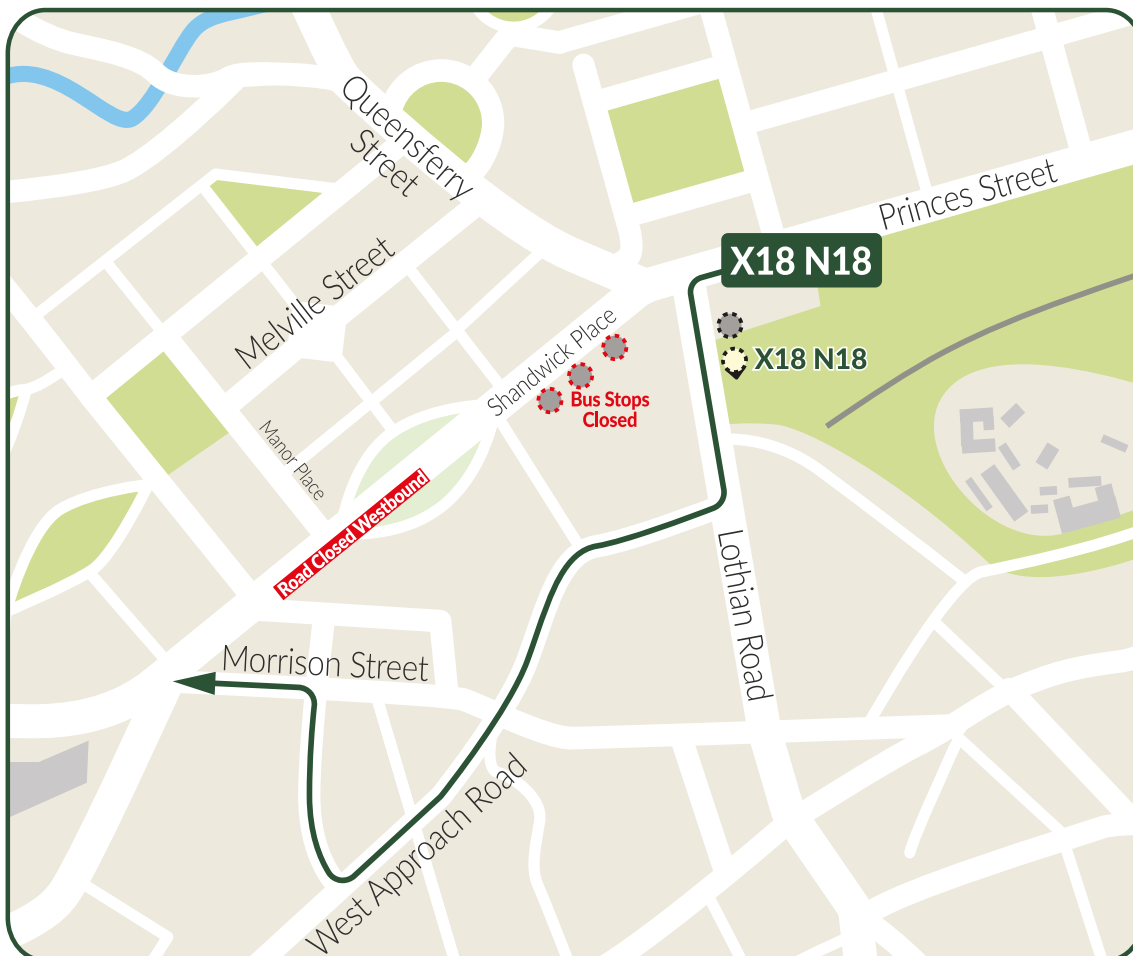 Queensferry
Street
Princes Street
X18 N18
Melville Street
Shandwick Place
X18 N18
Bus Stops
Closed
Manor Place
Road Closed Westbound
Lothian Road
Morrison Street
West Approach Road